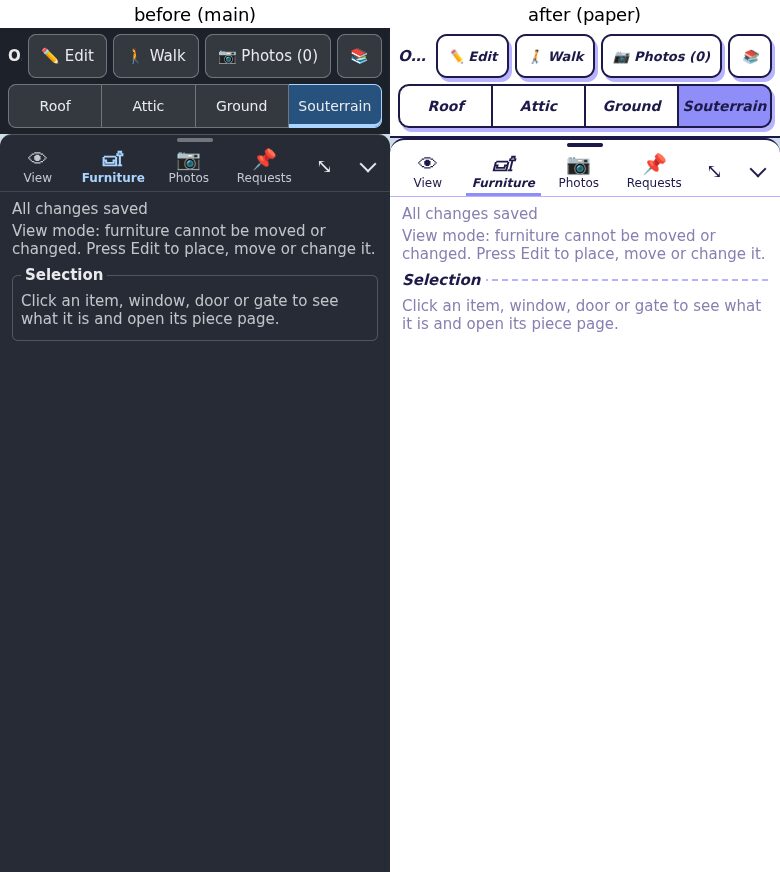 before (main)
O
✏️ Edit
🚶 Walk
📷 Photos (0)
📚
Roof
Attic
Ground
Souterrain
View
Furniture
Photos
Requests
All changes saved
View mode: furniture cannot be moved or
changed. Press Edit to place, move or change it.
Selection
Click an item, window, door or gate to see
what it is and open its piece page.
after (paper)
O...
✏️ Edit
🚶 Walk
📷 Photos (0)
📚
Roof
Attic
Ground
Souterrain
View
Furniture
Photos
Requests
All changes saved
View mode: furniture cannot be moved or
changed. Press Edit to place, move or change it.
Selection
Click an item, window, door or gate to see what
it is and open its piece page.